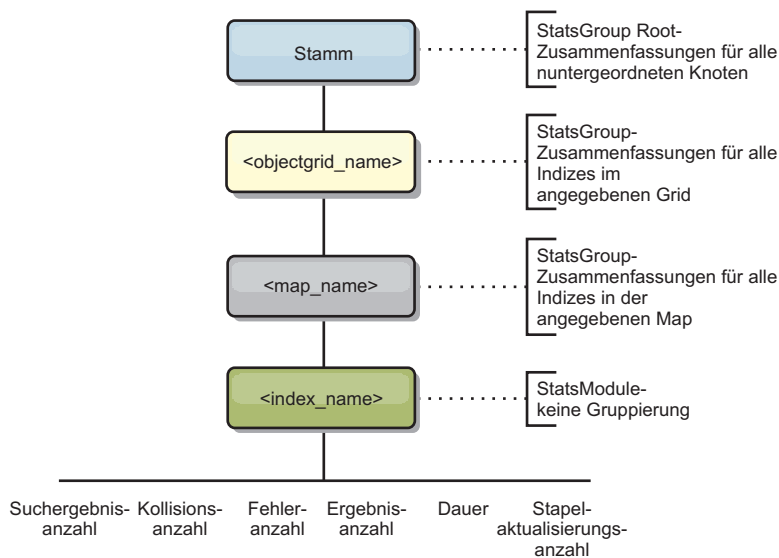 Stamm
StatsGroup Root-
Zusammenfassungen für alle
nuntergeordneten Knoten
<objectgrid_name>
StatsGroup-
Zusammenfassungen für alle
Indizes im
angegebenen Grid
<map_name>
StatsGroup-
Zusammenfassungen für alle
Indizes in der
angegebenen Map
<index_name>
StatsModule-
keine Gruppierung
Suchergebnis-
anzahl
Kollisions-
anzahl
Fehler-
anzahl
Ergebnis-
anzahl
Dauer
Stapel-
aktualisierungs-
anzahl